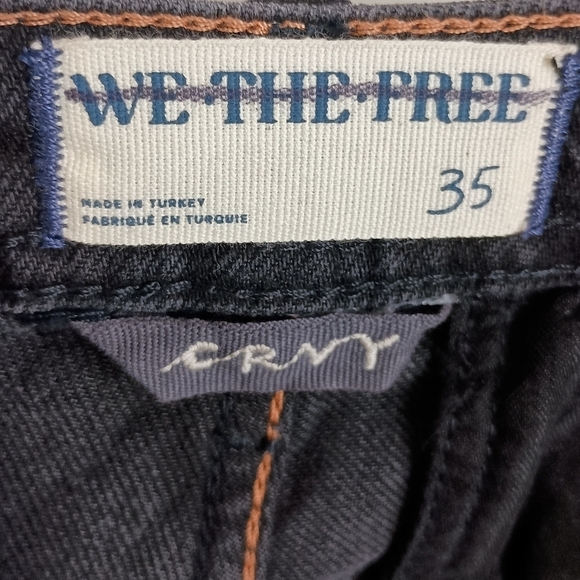 WE·THE·FREE
35
MADE IN TURKEY
FABRIQUÉ EN TURQUIE
CRVY